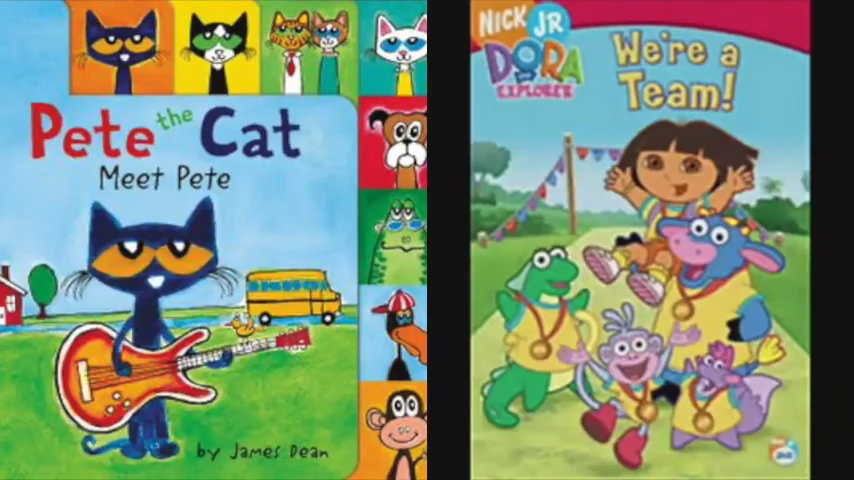 Pete the Cat
Meet Pete
by James Dean
NICK JR
DORA
the
EXPLORER
We're a
Team!